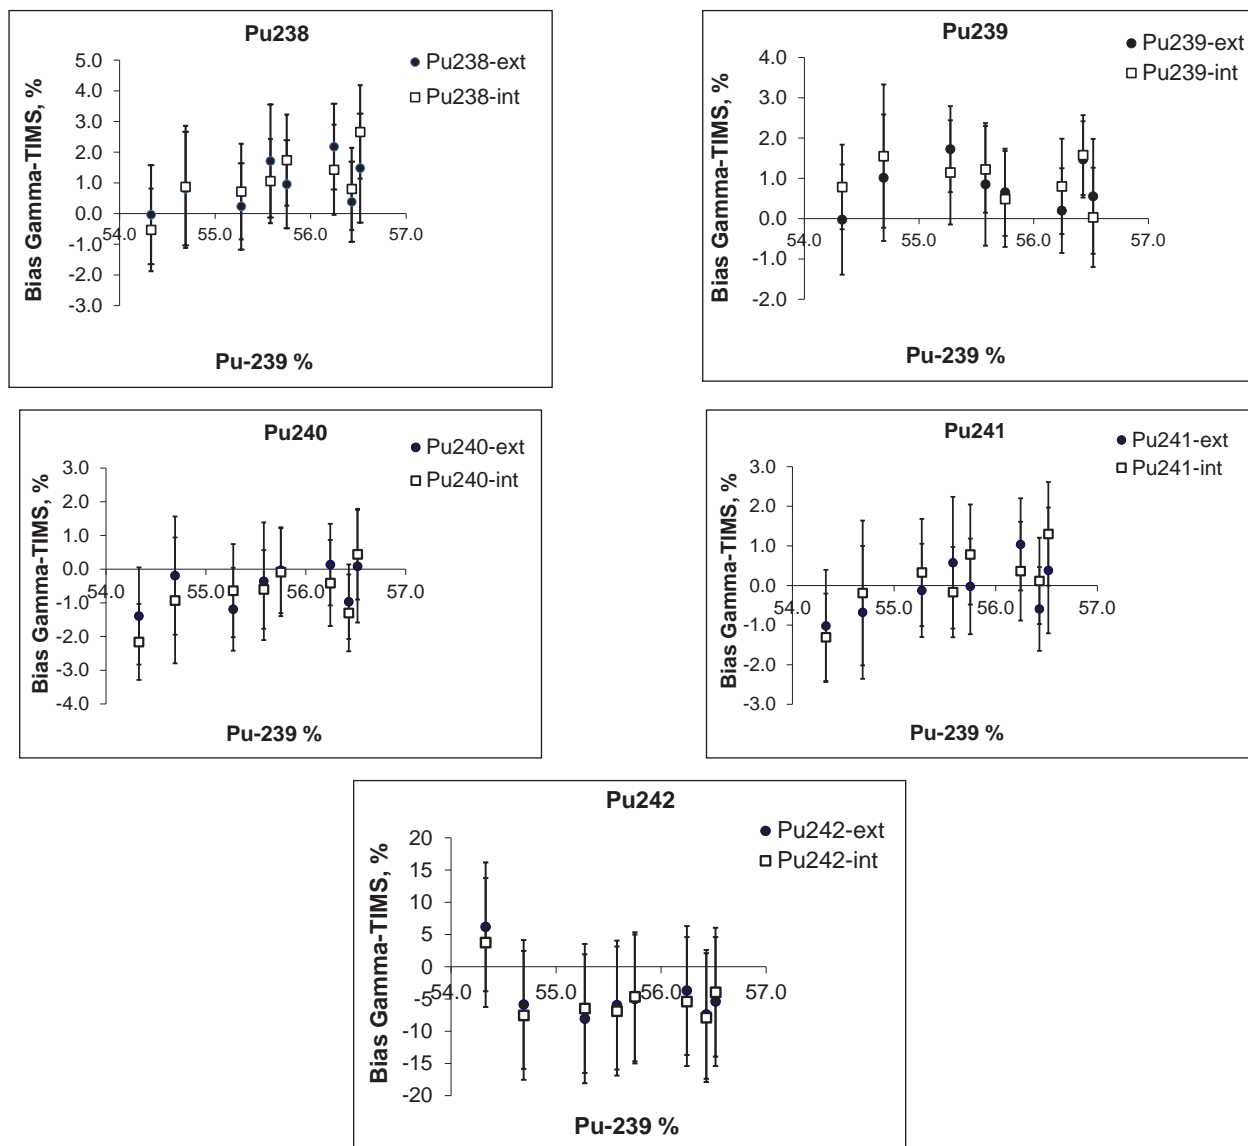 Pu238
Pu238-ext
Pu238-int
Bias Gamma-TIMS, %
5.0
4.0
3.0
2.0
1.0
0.0
-1.0
-2.0
-3.0
54.0 55.0 56.0 57.0
Pu-239 %
Pu239
Pu239-ext
Pu239-int
Bias Gamma-TIMS, %
4.0
3.0
2.0
1.0
0.0
-1.0
-2.0
54.0 55.0 56.0 57.0
Pu-239 %
Pu240
Pu240-ext
Pu240-int
Bias Gamma-TIMS, %
3.0
2.0
1.0
0.0
-1.0
-2.0
-3.0
-4.0
54.0 55.0 56.0 57.0
Pu-239 %
Pu241
Pu241-ext
Pu241-int
Bias Gamma-TIMS, %
3.0
2.0
1.0
0.0
-1.0
-2.0
-3.0
54.0 55.0 56.0 57.0
Pu-239 %
Pu242
Pu242-ext
Pu242-int
Bias Gamma-TIMS, %
20
15
10
5
0
-5
-10
-15
-20
54.0 55.0 56.0 57.0
Pu-239 %